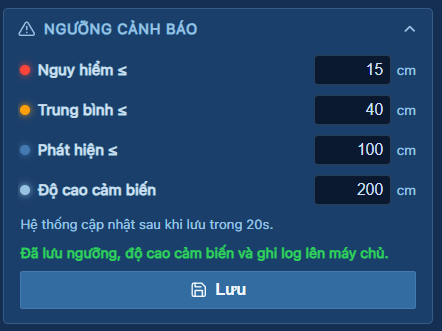 NGƯỠNG CẢNH BÁO
Nguy hiểm ≤ 15 cm
Trung bình ≤ 40 cm
Phát hiện ≤ 100 cm
Độ cao cảm biến 200 cm
Hệ thống cập nhật sau khi lưu trong 20s.
Đã lưu ngưỡng, độ cao cảm biến và ghi log lên máy chủ.
Lưu